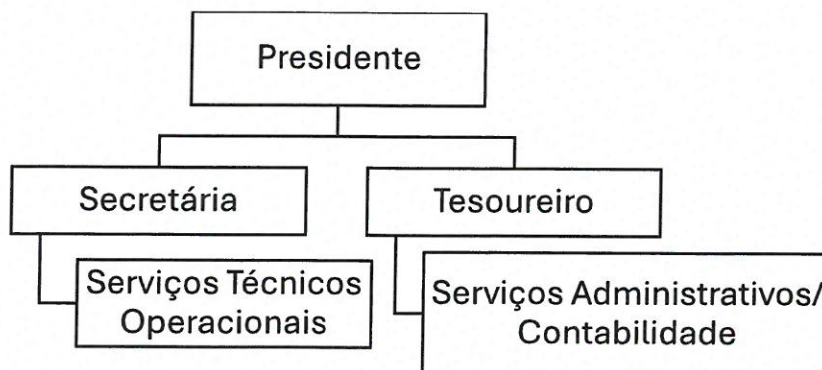 Presidente
Secretária
Tesoureiro
Serviços Técnicos
Operacionais
Serviços Administrativos/
Contabilidade